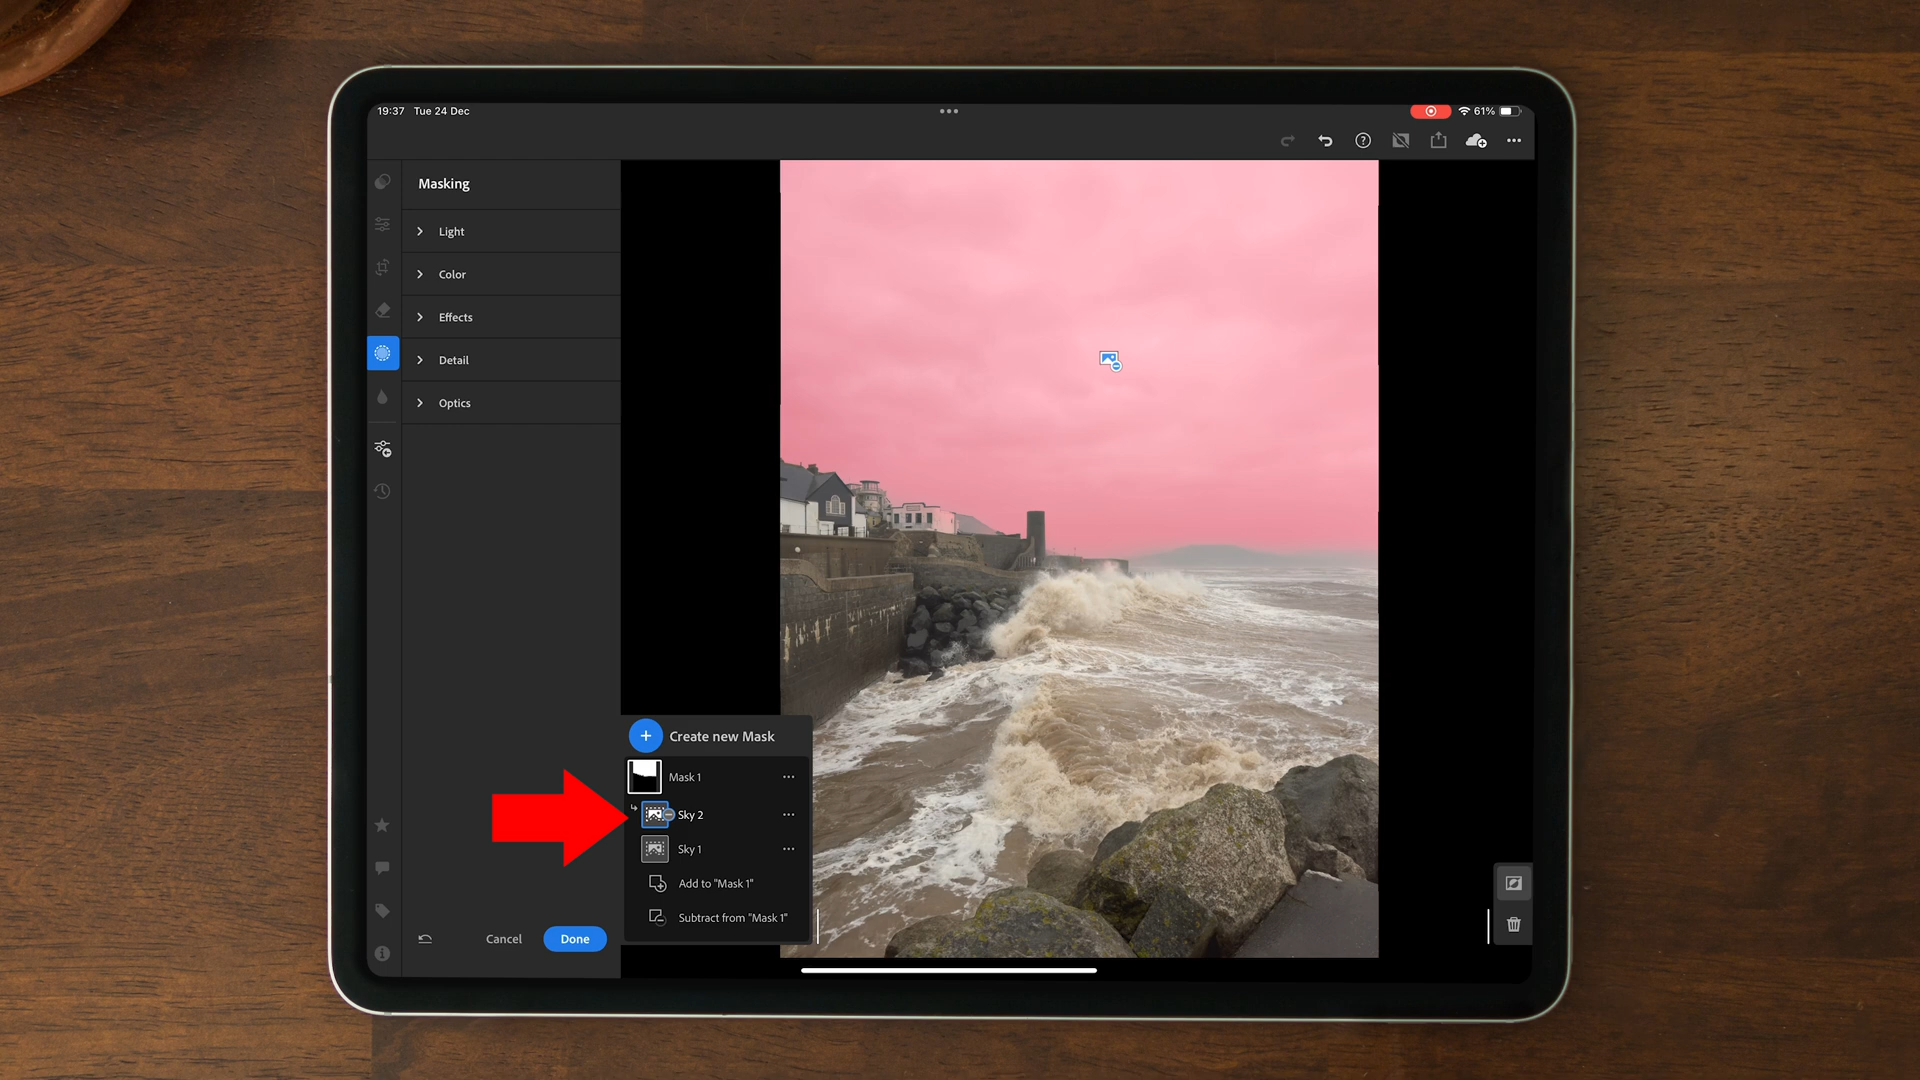 19:37 Tue 24 Dec
61%
Masking
Light
Color
Effects
Detail
Optics
Create new Mask
Mask 1
Sky 2
Sky 1
Add to "Mask 1"
Subtract from "Mask 1"
Cancel
Done